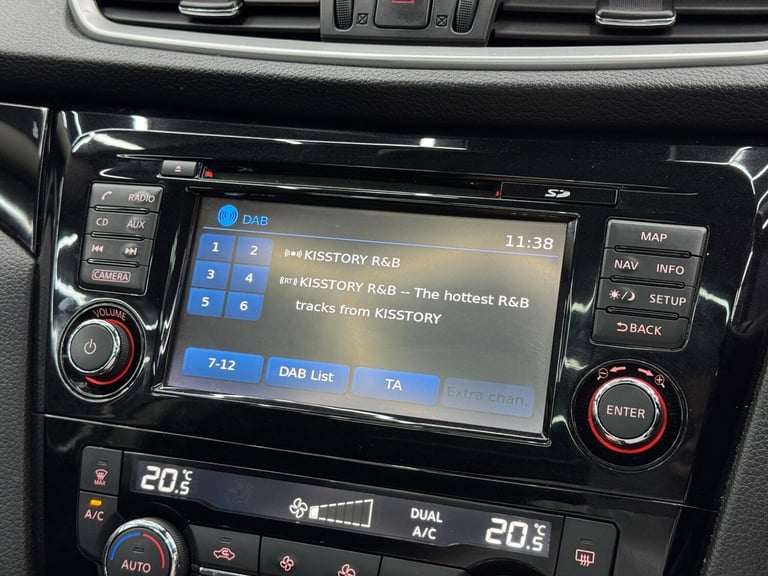 SD
RADIO
CD AUX
CAMERA
VOLUME
DAB
11:38
1 2
3 4
5 6
KISSTORY R&B
(RT) KISSTORY R&B -- The hottest R&B
tracks from KISSTORY
7-12
DAB List
TA
Extra chan.
MAP
NAV INFO
SETUP
BACK
ENTER
MAX
A/C
20.5°C
DUAL
A/C
20.5°C
AUTO